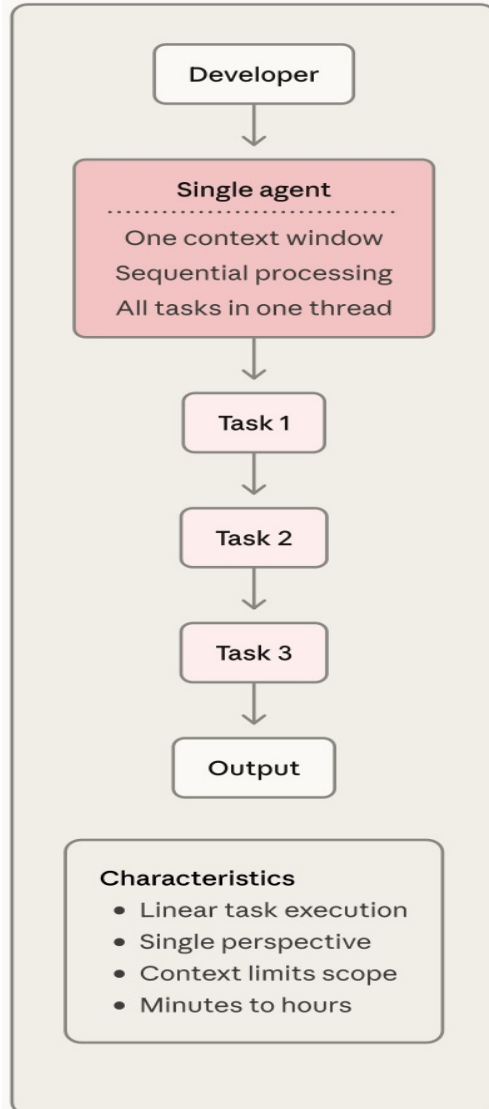 Developer
Single agent
One context window
Sequential processing
All tasks in one thread
Task 1
Task 2
Task 3
Output
Characteristics
• Linear task execution
• Single perspective
• Context limits scope
• Minutes to hours